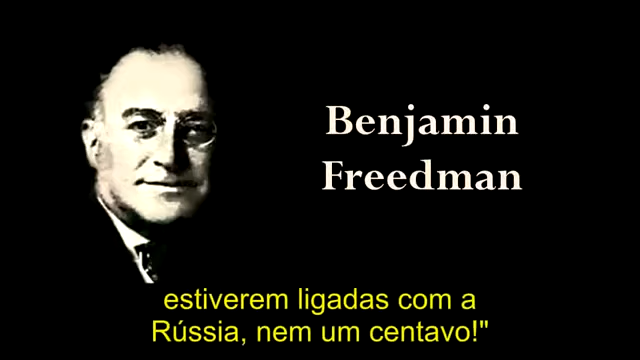 Benjamin
Freedman
estiverem ligadas com a
Rússia, nem um centavo!"